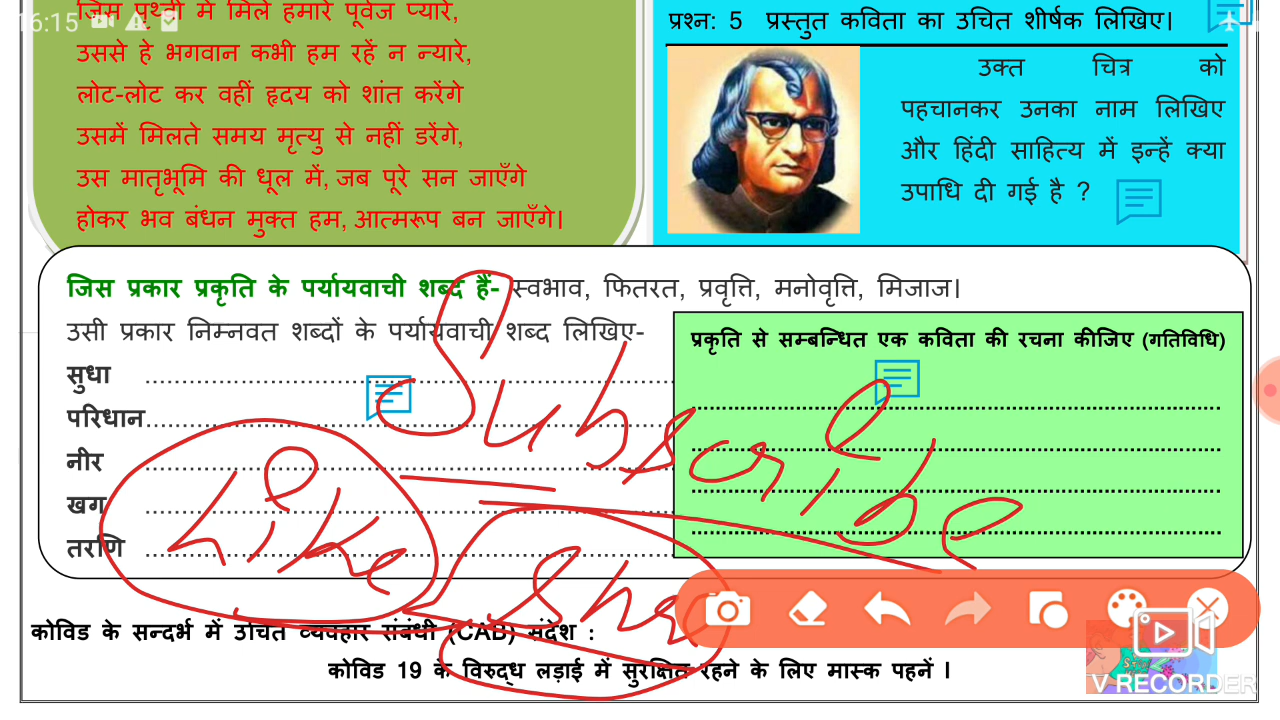 16:15
जिस पृथ्वी में मिले हमारे पूर्वज प्यारे,
उससे हे भगवान कभी हम रहें न न्यारे,
लोट-लोट कर वहीं हृदय को शांत करेंगे
उसमें मिलते समय मृत्यु से नहीं डरेंगे,
उस मातृभूमि की धूल में, जब पूरे सन जाएँगे
होकर भव बंधन मुक्त हम, आत्मरूप बन जाएँगे।
प्रश्न: 5 प्रस्तुत कविता का उचित शीर्षक लिखिए।
उक्त चित्र को
पहचानकर उनका नाम लिखिए
और हिंदी साहित्य में इन्हें क्या
उपाधि दी गई है ?
जिस प्रकार प्रकृति के पर्यायवाची शब्द हैं- स्वभाव, फितरत, प्रवृत्ति, मनोवृत्ति, मिजाज।
उसी प्रकार निम्नवत शब्दों के पर्यायवाची शब्द लिखिए-
सुधा ........................................................
परिधान........................................................
नीर ........................................................
खग ........................................................
तरणि ........................................................
प्रकृति से सम्बन्धित एक कविता की रचना कीजिए (गतिविधि)
........................................................
........................................................
........................................................
........................................................
Subscribe
Like
कोविड के सन्दर्भ में उचित व्यवहार संबंधी (CAB) संदेश :
कोविड 19 के विरुद्ध लड़ाई में सुरक्षित रहने के लिए मास्क पहनें ।
V RECORDER